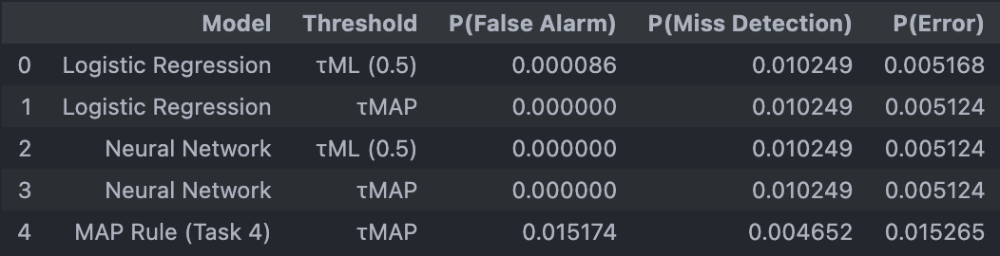 Model Threshold P(False Alarm) P(Miss Detection) P(Error)
0 Logistic Regression τML (0.5) 0.000086 0.010249 0.005168
1 Logistic Regression τMAP 0.000000 0.010249 0.005124
2 Neural Network τML (0.5) 0.000000 0.010249 0.005124
3 Neural Network τMAP 0.000000 0.010249 0.005124
4 MAP Rule (Task 4) τMAP 0.015174 0.004652 0.015265